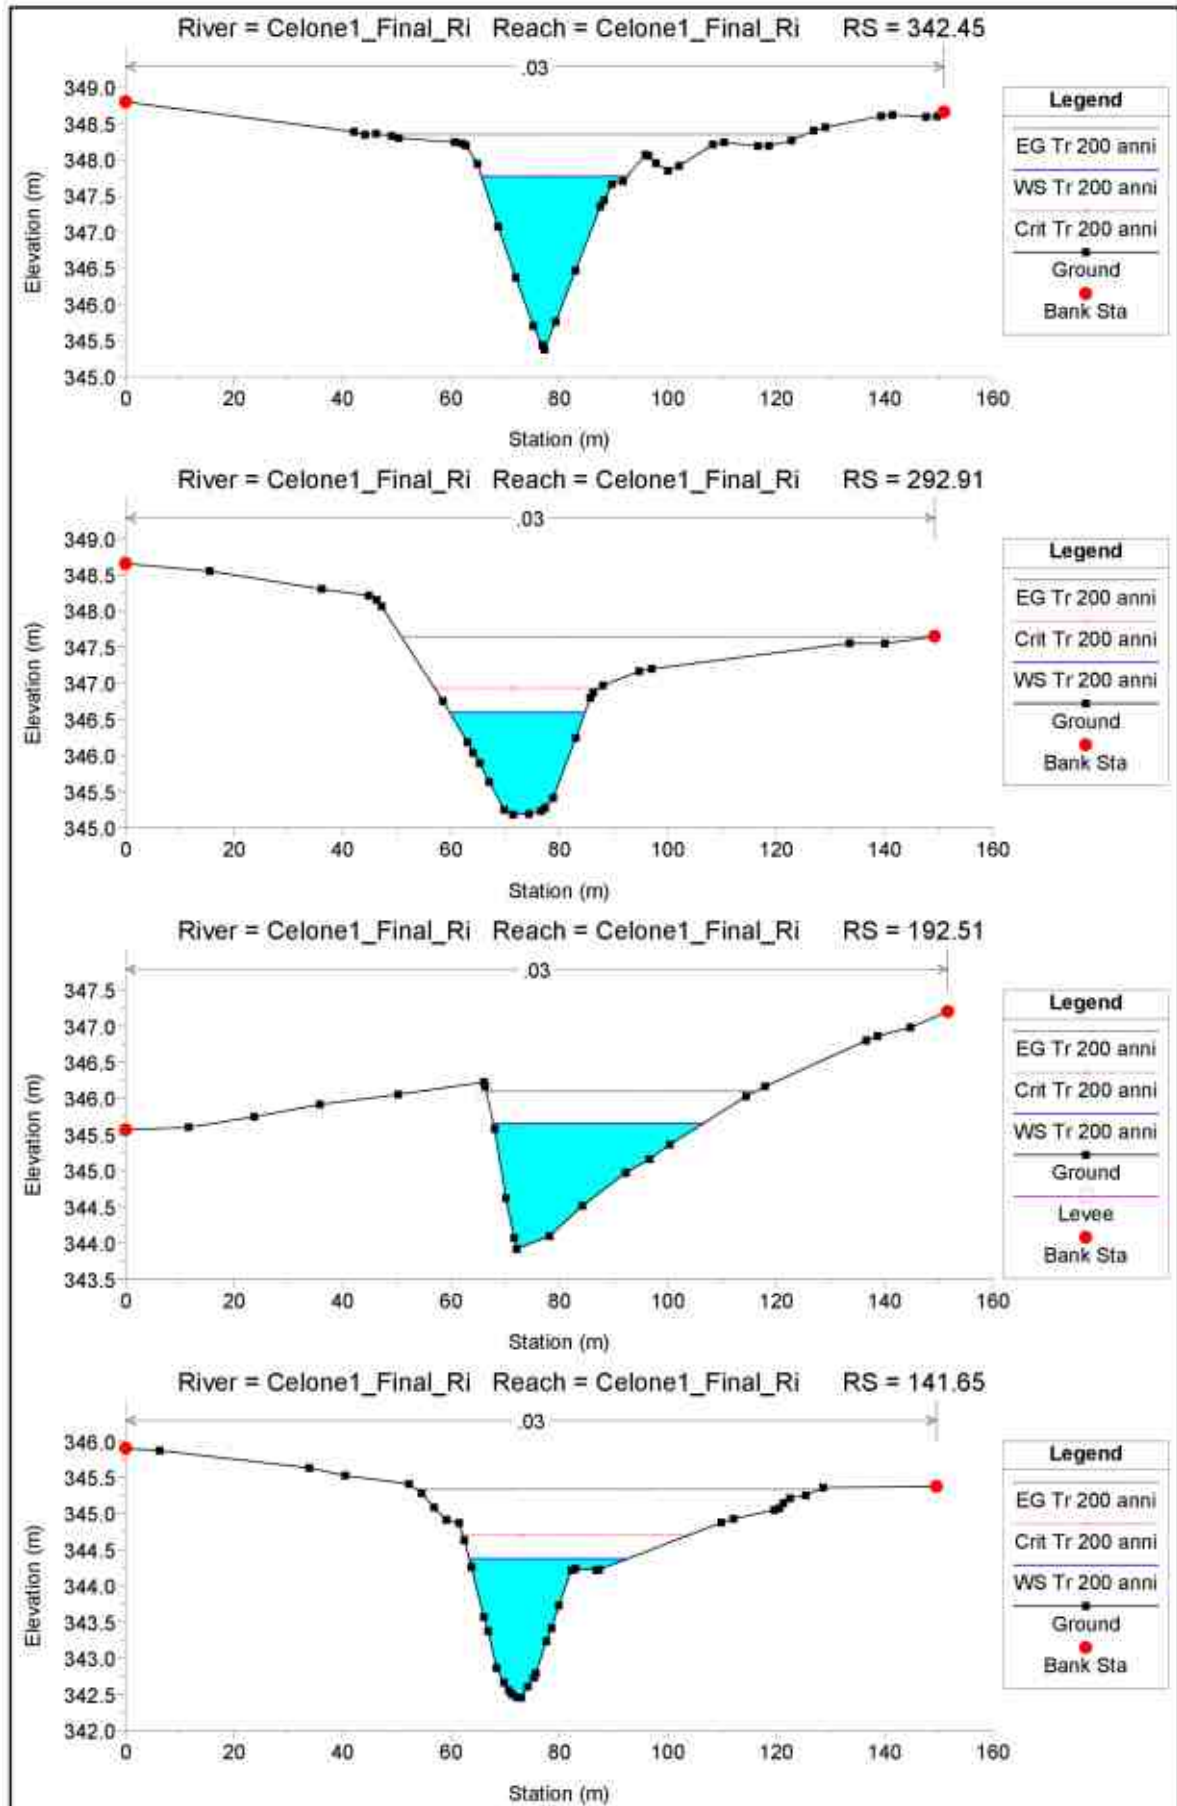 River = Celone1_Final_Ri Reach = Celone1_Final_Ri RS = 342.45
.03
349.0
348.5
348.0
347.5
347.0
346.5
346.0
345.5
345.0
Elevation (m)
0 20 40 60 80 100 120 140 160
Station (m)
Legend
EG Tr 200 anni
WS Tr 200 anni
Crit Tr 200 anni
Ground
Bank Sta
River = Celone1_Final_Ri Reach = Celone1_Final_Ri RS = 292.91
.03
349.0
348.5
348.0
347.5
347.0
346.5
346.0
345.5
345.0
Elevation (m)
0 20 40 60 80 100 120 140 160
Station (m)
Legend
EG Tr 200 anni
Crit Tr 200 anni
WS Tr 200 anni
Ground
Bank Sta
River = Celone1_Final_Ri Reach = Celone1_Final_Ri RS = 192.51
.03
347.5
347.0
346.5
346.0
345.5
345.0
344.5
344.0
343.5
Elevation (m)
0 20 40 60 80 100 120 140 160
Station (m)
Legend
EG Tr 200 anni
Crit Tr 200 anni
WS Tr 200 anni
Ground
Levee
Bank Sta
River = Celone1_Final_Ri Reach = Celone1_Final_Ri RS = 141.65
.03
346.0
345.5
345.0
344.5
344.0
343.5
343.0
342.5
342.0
Elevation (m)
0 20 40 60 80 100 120 140 160
Station (m)
Legend
EG Tr 200 anni
Crit Tr 200 anni
WS Tr 200 anni
Ground
Bank Sta